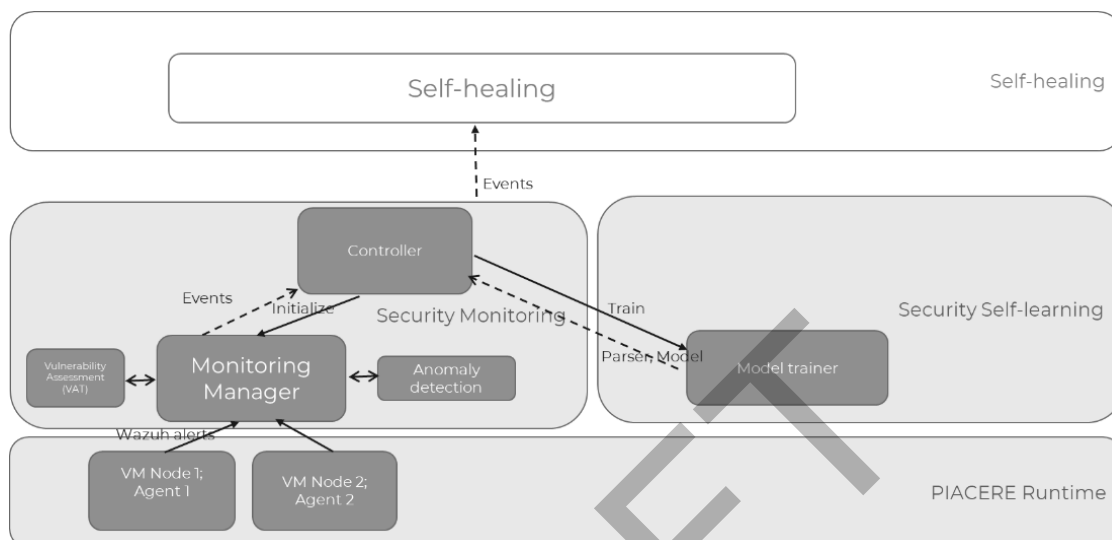 Self-healing
Self-healing
Events
Controller
Events
Initialize
Security Monitoring
Train
Security Self-learning
Parser, Model
Vulnerability
Assessment
(VAT)
Monitoring
Manager
Anomaly
detection
Model trainer
Wazuh alerts
VM Node 1;
Agent 1
VM Node 2;
Agent 2
PIACERE Runtime